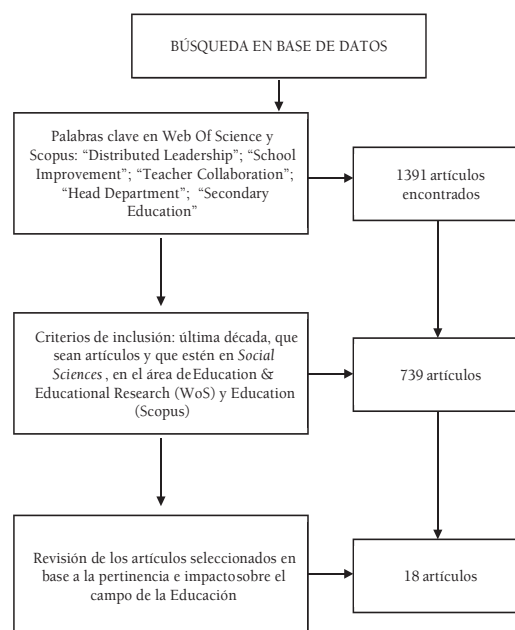 BÚSQUEDA EN BASE DE DATOS
Palabras clave en Web Of Science y
Scopus: “Distributed Leadership”; “School
Improvement”; “Teacher Collaboration”;
“Head Department”; “Secondary
Education”
1391 artículos
encontrados
Criterios de inclusión: última década, que
sean artículos y que estén en Social
Sciences, en el área de Education &
Educational Research (WoS) y Education
(Scopus)
739 artículos
Revisión de los artículos seleccionados en
base a la pertinencia e impacto sobre el
campo de la Educación
18 artículos